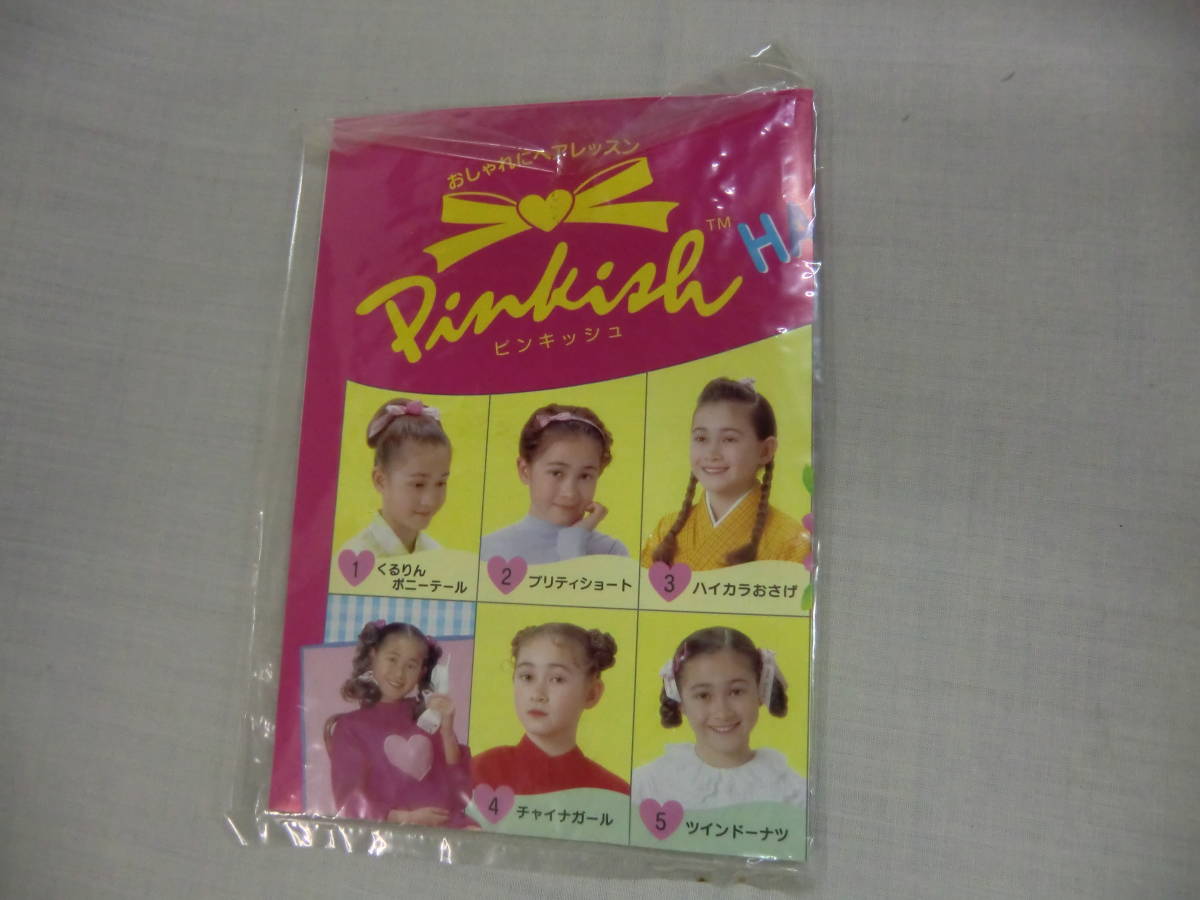 おしゃれにヘアレッスン
Pinkish™
HA
ピンキッシュ
1 くるりん
ポニーテール
2 プリティショート
3 ハイカラおさげ
4 チャイナガール
5 ツインドーナツ